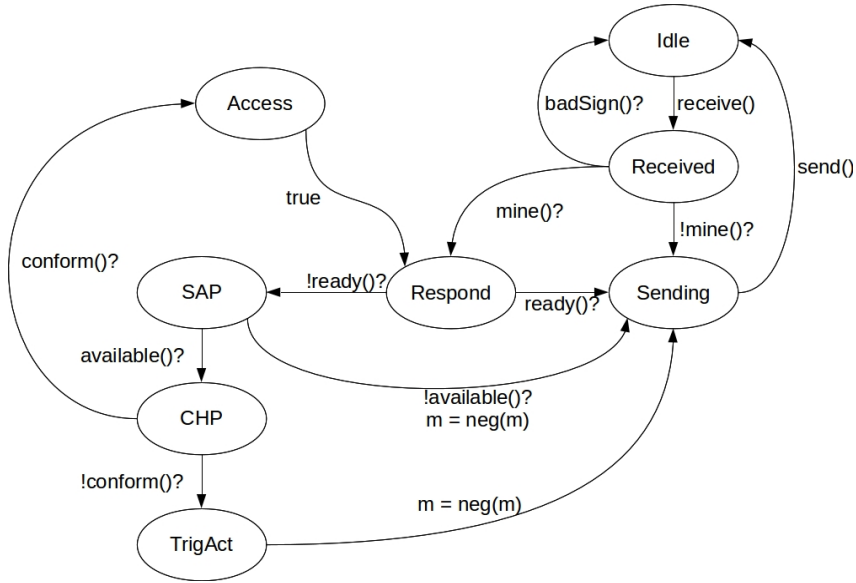 Idle
Access
badSign()?
receive()
Received
send()
true
mine()?
!mine()?
conform()?
SAP
!ready()?
Respond
ready()?
Sending
available()?
!available()?
m = neg(m)
CHP
!conform()?
m = neg(m)
TrigAct